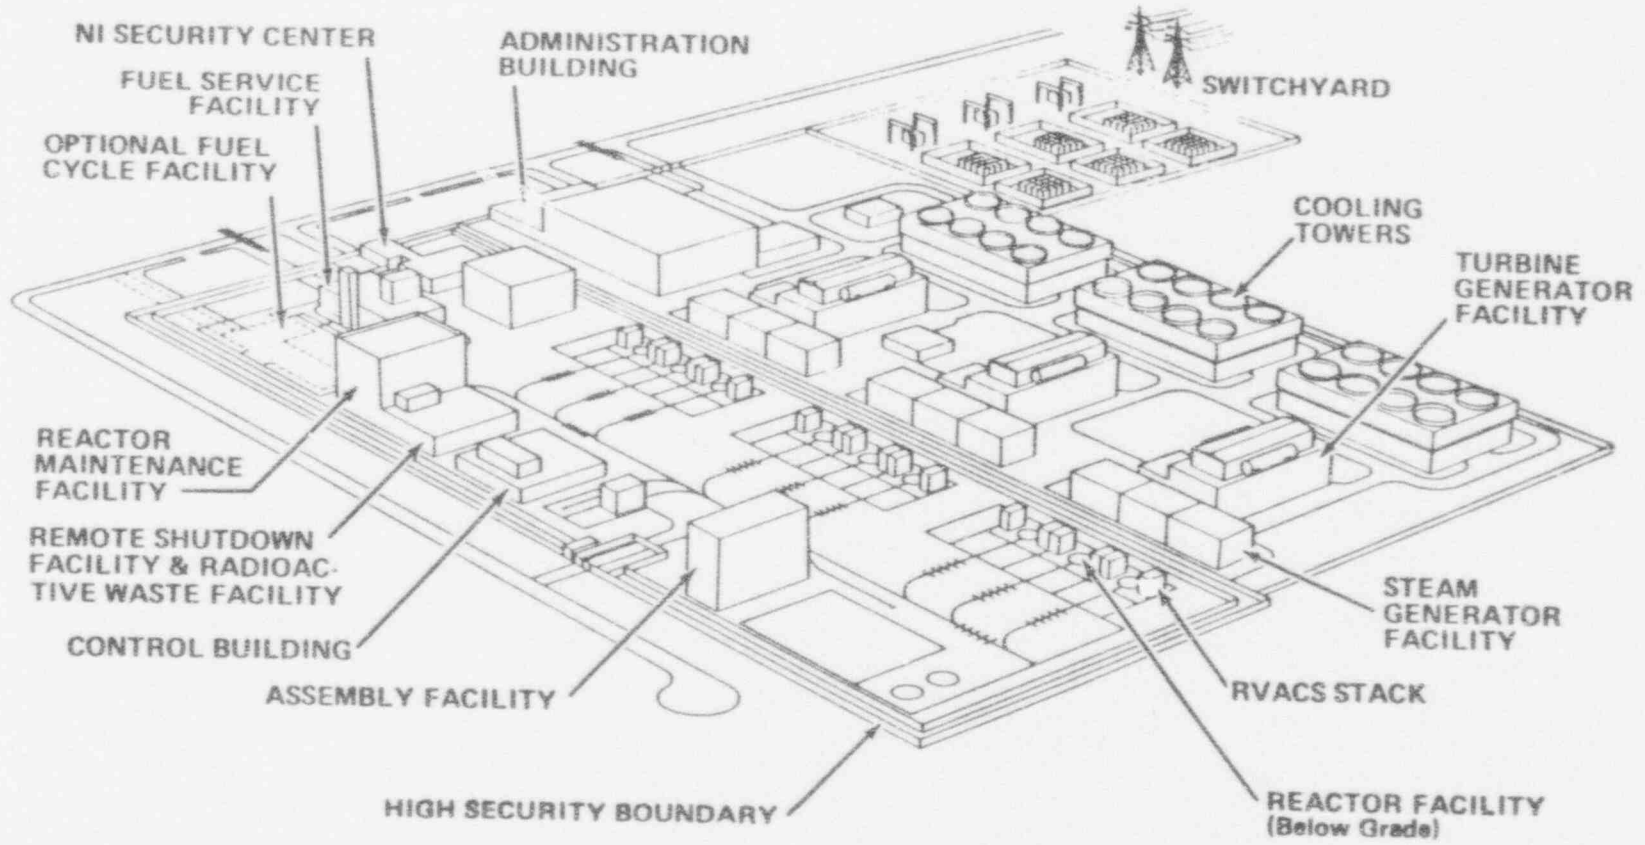 NI SECURITY CENTER
FUEL SERVICE
FACILITY
OPTIONAL FUEL
CYCLE FACILITY
ADMINISTRATION
BUILDING
SWITCHYARD
COOLING
TOWERS
TURBINE
GENERATOR
FACILITY
REACTOR
MAINTENANCE
FACILITY
REMOTE SHUTDOWN
FACILITY & RADIOAC-
TIVE WASTE FACILITY
CONTROL BUILDING
ASSEMBLY FACILITY
HIGH SECURITY BOUNDARY
STEAM
GENERATOR
FACILITY
RVACS STACK
REACTOR FACILITY
(Below Grade)